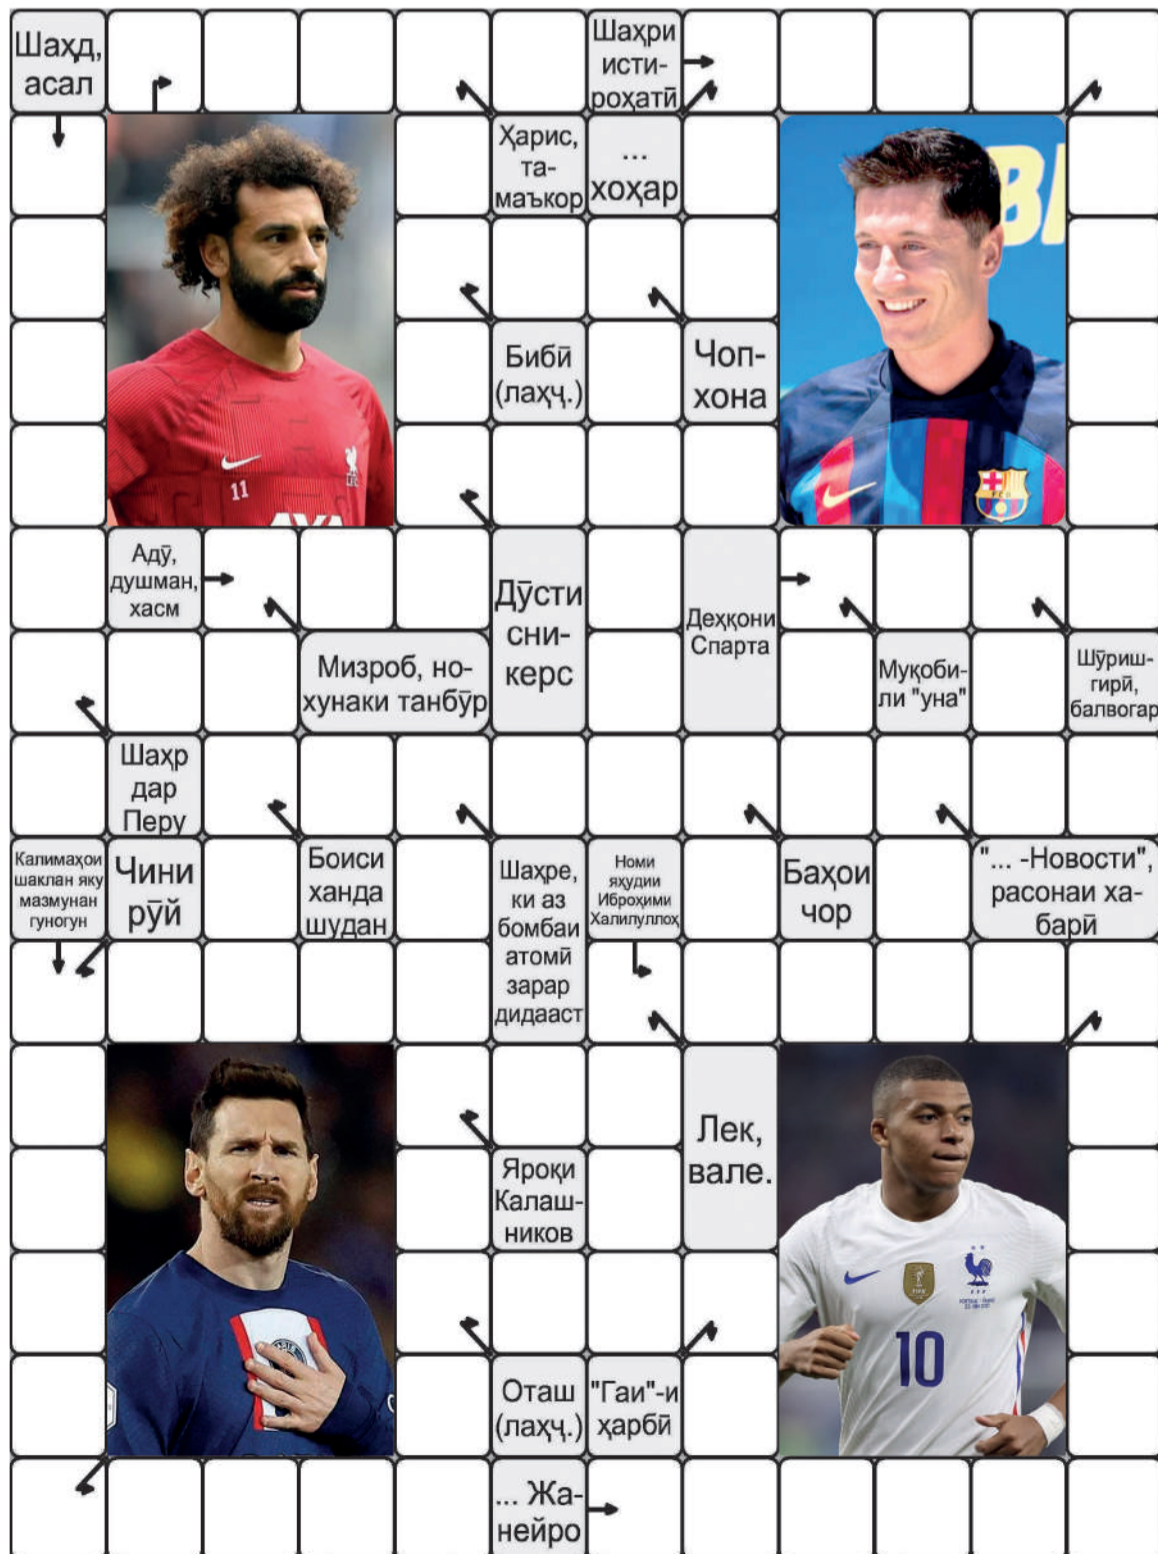 Шаҳд,
асал
Шаҳри
исти-
роҳатӣ
Ҳарис,
та-
маъкор
...
хоҳар
Бибӣ
(лаҳҷ.)
Чоп-
хона
11
Адӯ,
душман,
хасм
Дӯсти
сни-
керс
Деҳқони
Спарта
Мизроб, но-
хунаки танбӯр
Муқоби-
ли "уна"
Шӯриш-
гирӣ,
балвогар
Шаҳр
дар
Перу
Калимаҳои
шаклан яку
мазмунан
гуногун
Чини
рӯй
Боиси
ханда
шудан
Шаҳре,
ки аз
бомбаи
атомӣ
зарар
дидааст
Номи
яҳудии
Иброҳими
Халилуллоҳ
Баҳои
чор
"... -Новости",
расонаи ха-
барӣ
Лек,
вале.
Яроқи
Калаш-
ников
10
Оташ
(лаҳҷ.)
"Гаи"-и
ҳарбӣ
... Жа-
нейро